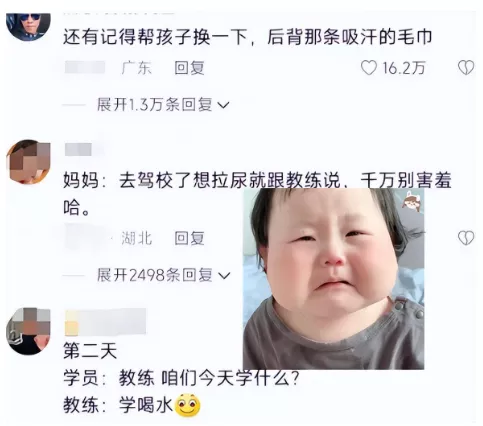 还有记得帮孩子换一下，后背那条吸汗的毛巾
广东 回复 16.2万
展开1.3万条回复
妈妈：去驾校了想拉尿就跟教练说，千万别害羞
哈。
湖北 回复
展开2498条回复
第二天
学员：教练 咱们今天学什么？
教练：学喝水